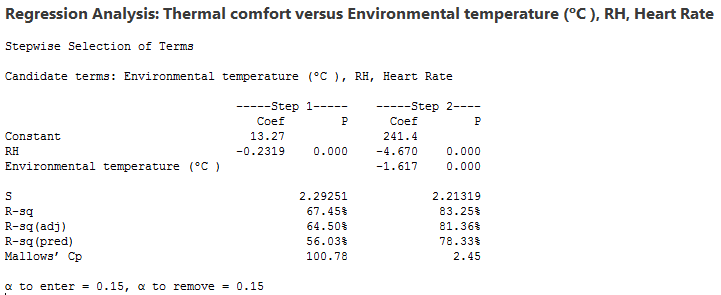 Regression Analysis: Thermal comfort versus Environmental temperature (°C ), RH, Heart Rate
Stepwise Selection of Terms
Candidate terms: Environmental temperature (°C ), RH, Heart Rate
-----Step 1----- -----Step 2----
Coef P Coef P
Constant 13.27 241.4
RH -0.2319 0.000 -4.670 0.000
Environmental temperature (°C ) -1.617 0.000
S 2.29251 2.21319
R-sq 67.45% 83.25%
R-sq(adj) 64.50% 81.36%
R-sq(pred) 56.03% 78.33%
Mallows’ Cp 100.78 2.45
α to enter = 0.15, α to remove = 0.15